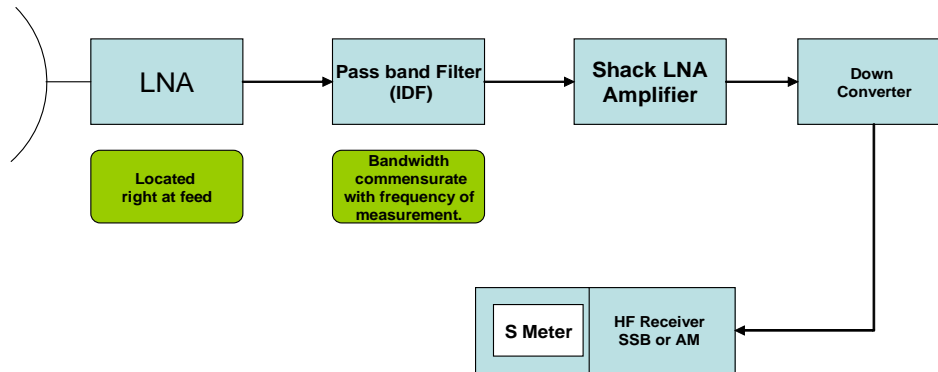 LNA
Pass band Filter
(IDF)
Shack LNA
Amplifier
Down
Converter
Located
right at feed
Bandwidth
commensurate
with frequency of
measurement.
S Meter
HF Receiver
SSB or AM